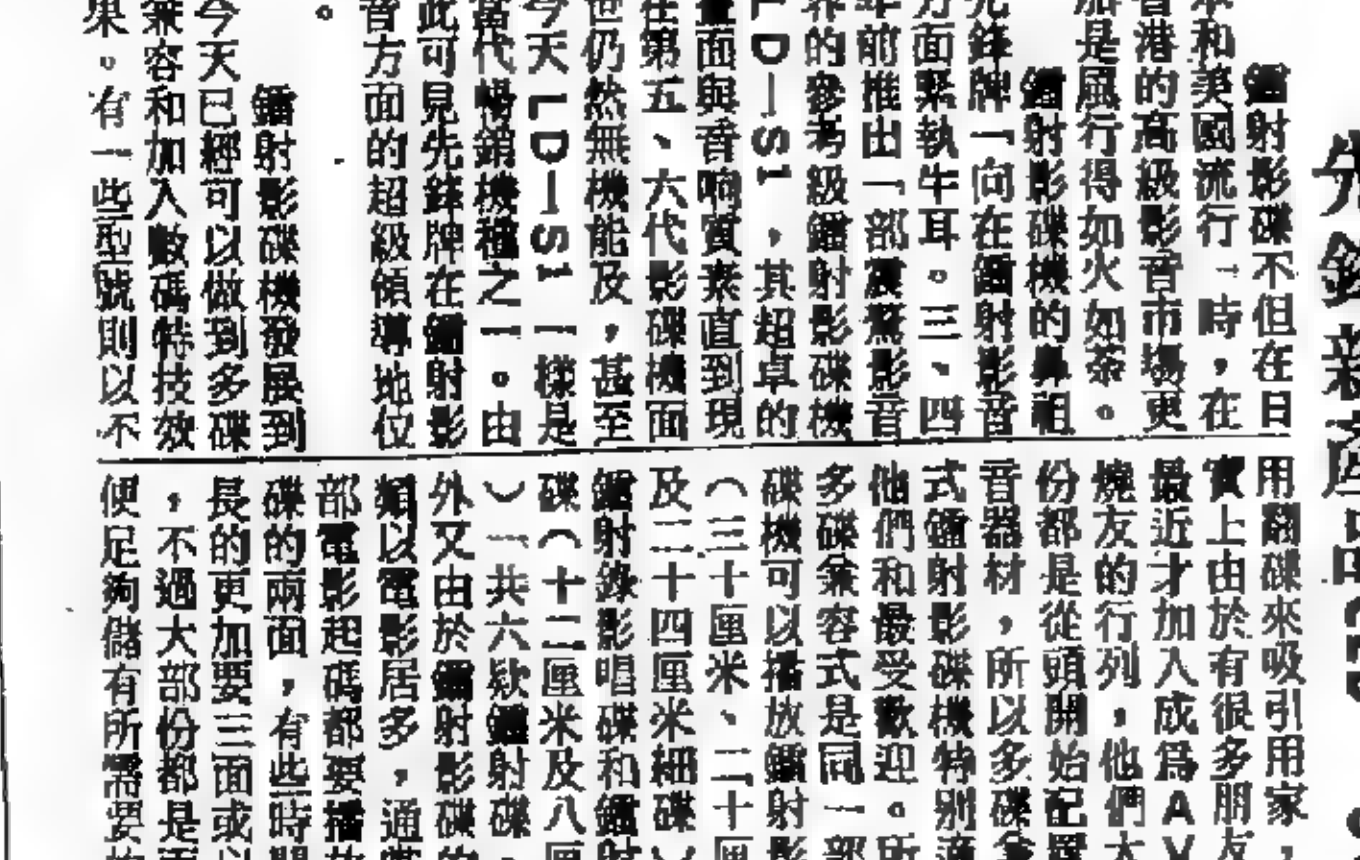 先鋒新產品
鐳射影碟不但在日
本和美國流行一時，在
香港的高級影音市場更
加是風行得如火如荼。
鐳射影碟機的鼻祖
先鋒牌一向在鐳射影音
方面緊執牛耳。三、四
年前推出一部震驚影音
界的參考級鐳射影碟機
LD—S1，其超卓的
畫面與音响質素直到現
在第五、六代影碟機面
世仍然無機能及，甚至
今天LD—S1一樣是
當代暢銷機種之一。由
此可見先鋒牌在鐳射影
音方面的超級領導地位
。
鐳射影碟機發展到
今天已經可以做到多碟
兼容和加入數碼特技效
果。有一些型號則以不
用翻碟來吸引用家，
實上由於有很多朋友
最近才加入成爲AV
燒友的行列，他們大
份都是從頭開始配置
音器材，所以多碟兼
式鐳射影碟機特别適
他們和最受歡迎。所
多碟兼容式是同一部
碟機可以播放鐳射影
（三十厘米、二十厘
及二十四厘米細碟）
鐳射錄影唱碟和鐳射
碟（十二厘米及八厘
）一共六欵鐳射碟，
外又由於鐳射影碟的
類以電影居多，通常
部電影起碼都要播放
碟的兩面，有些時間
長的更加要三面或以
，不過大部份都是兩
便足夠儲有所需要的